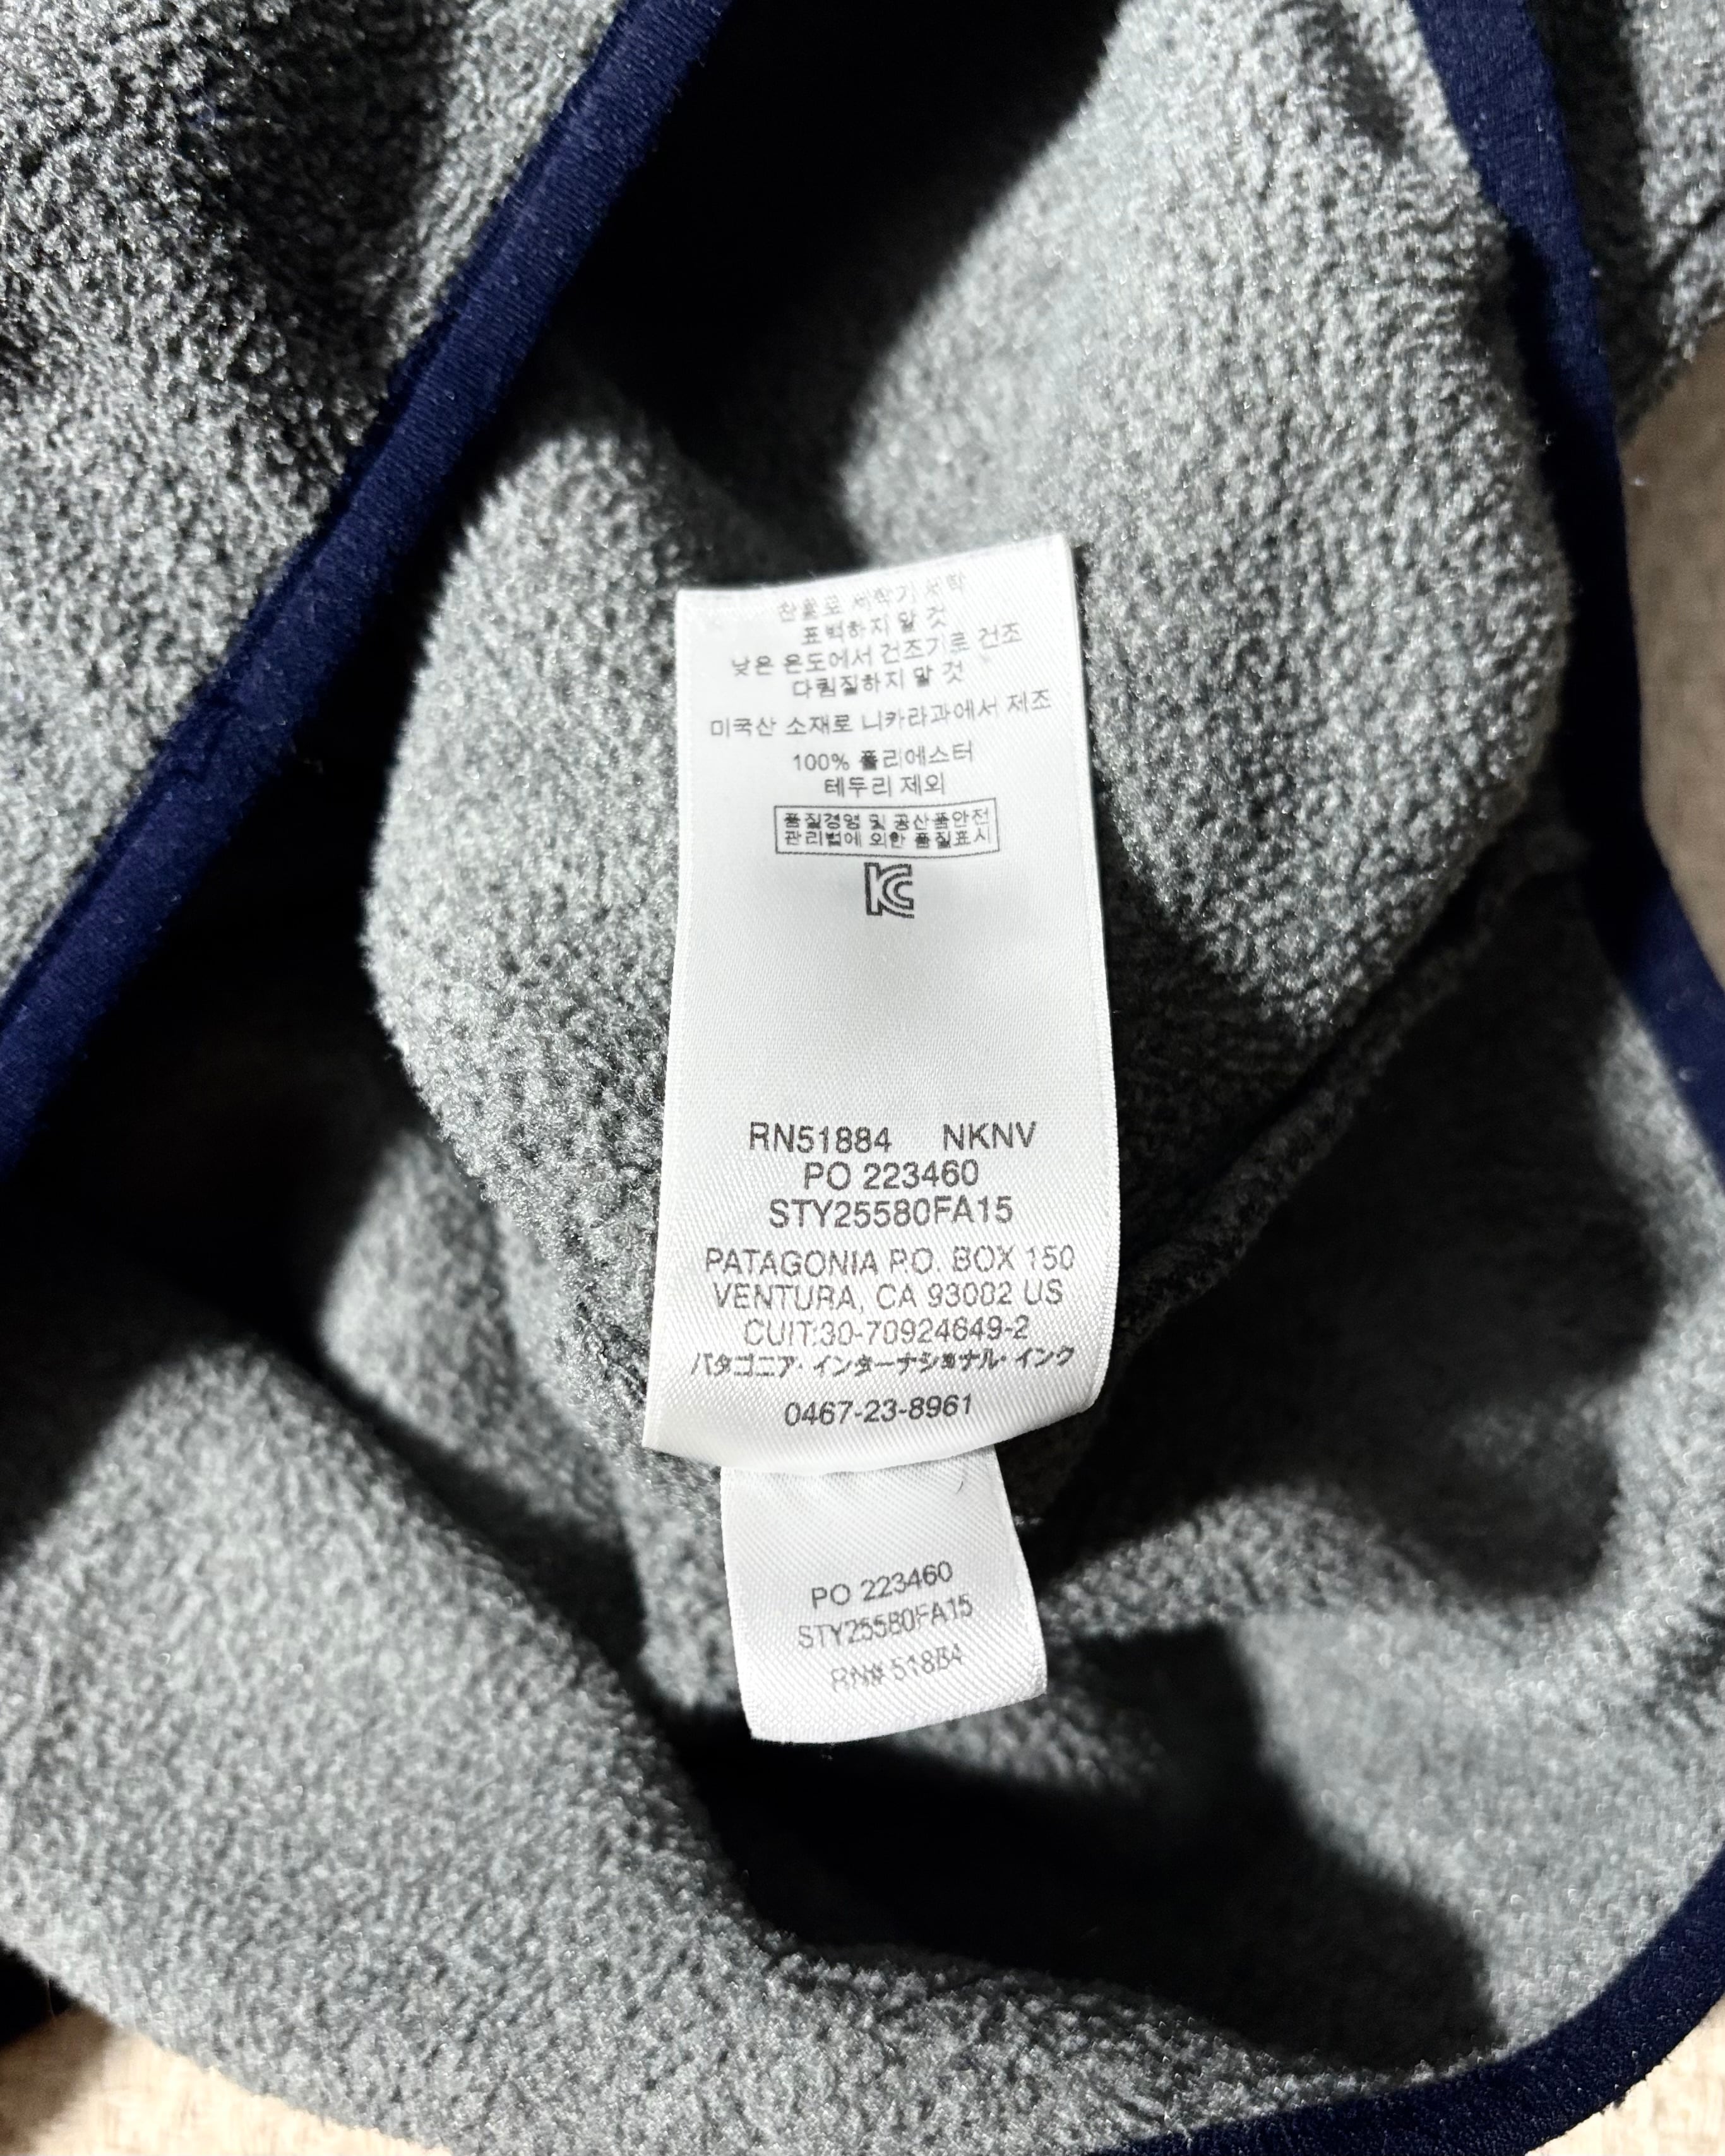 찬물로 세탁기 세탁
표백하지 말 것
낮은 온도에서 건조기로 건조
다림질하지 말 것
미국산 소재로 니카라과에서 제조
100% 폴리에스터
테두리 제외
품질경영 및 공산품안전
관리법에 의한 품질표시
RN51884 NKNV
PO 223460
STY25580FA15
PATAGONIA P.O. BOX 150
VENTURA, CA 93002 US
CUIT:30-70924649-2
パタゴニア・インターナショナル・インク
0467-23-8961
PO 223460
STY25580FA15
RN# 51884